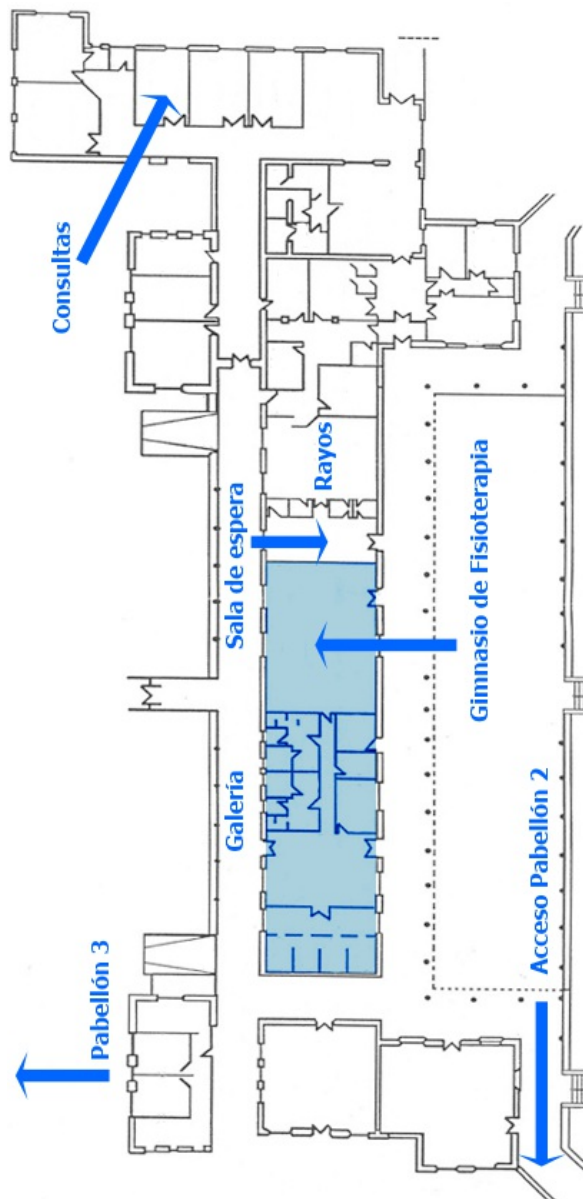 Consultas
Rayos
Sala de espera
Gimnasio de Fisioterapia
Galería
Acceso Pabellón 2
Pabellón 3